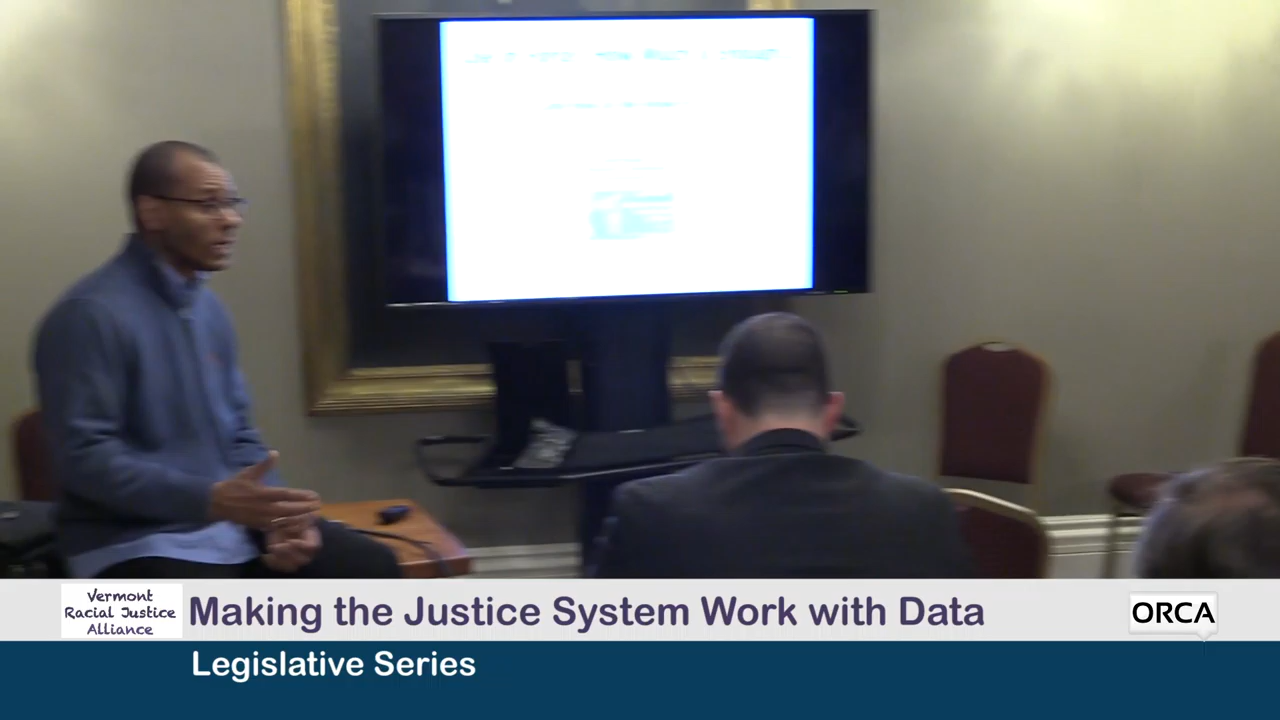 Vermont
Racial Justice
Alliance
Making the Justice System Work with Data
ORCA
Legislative Series